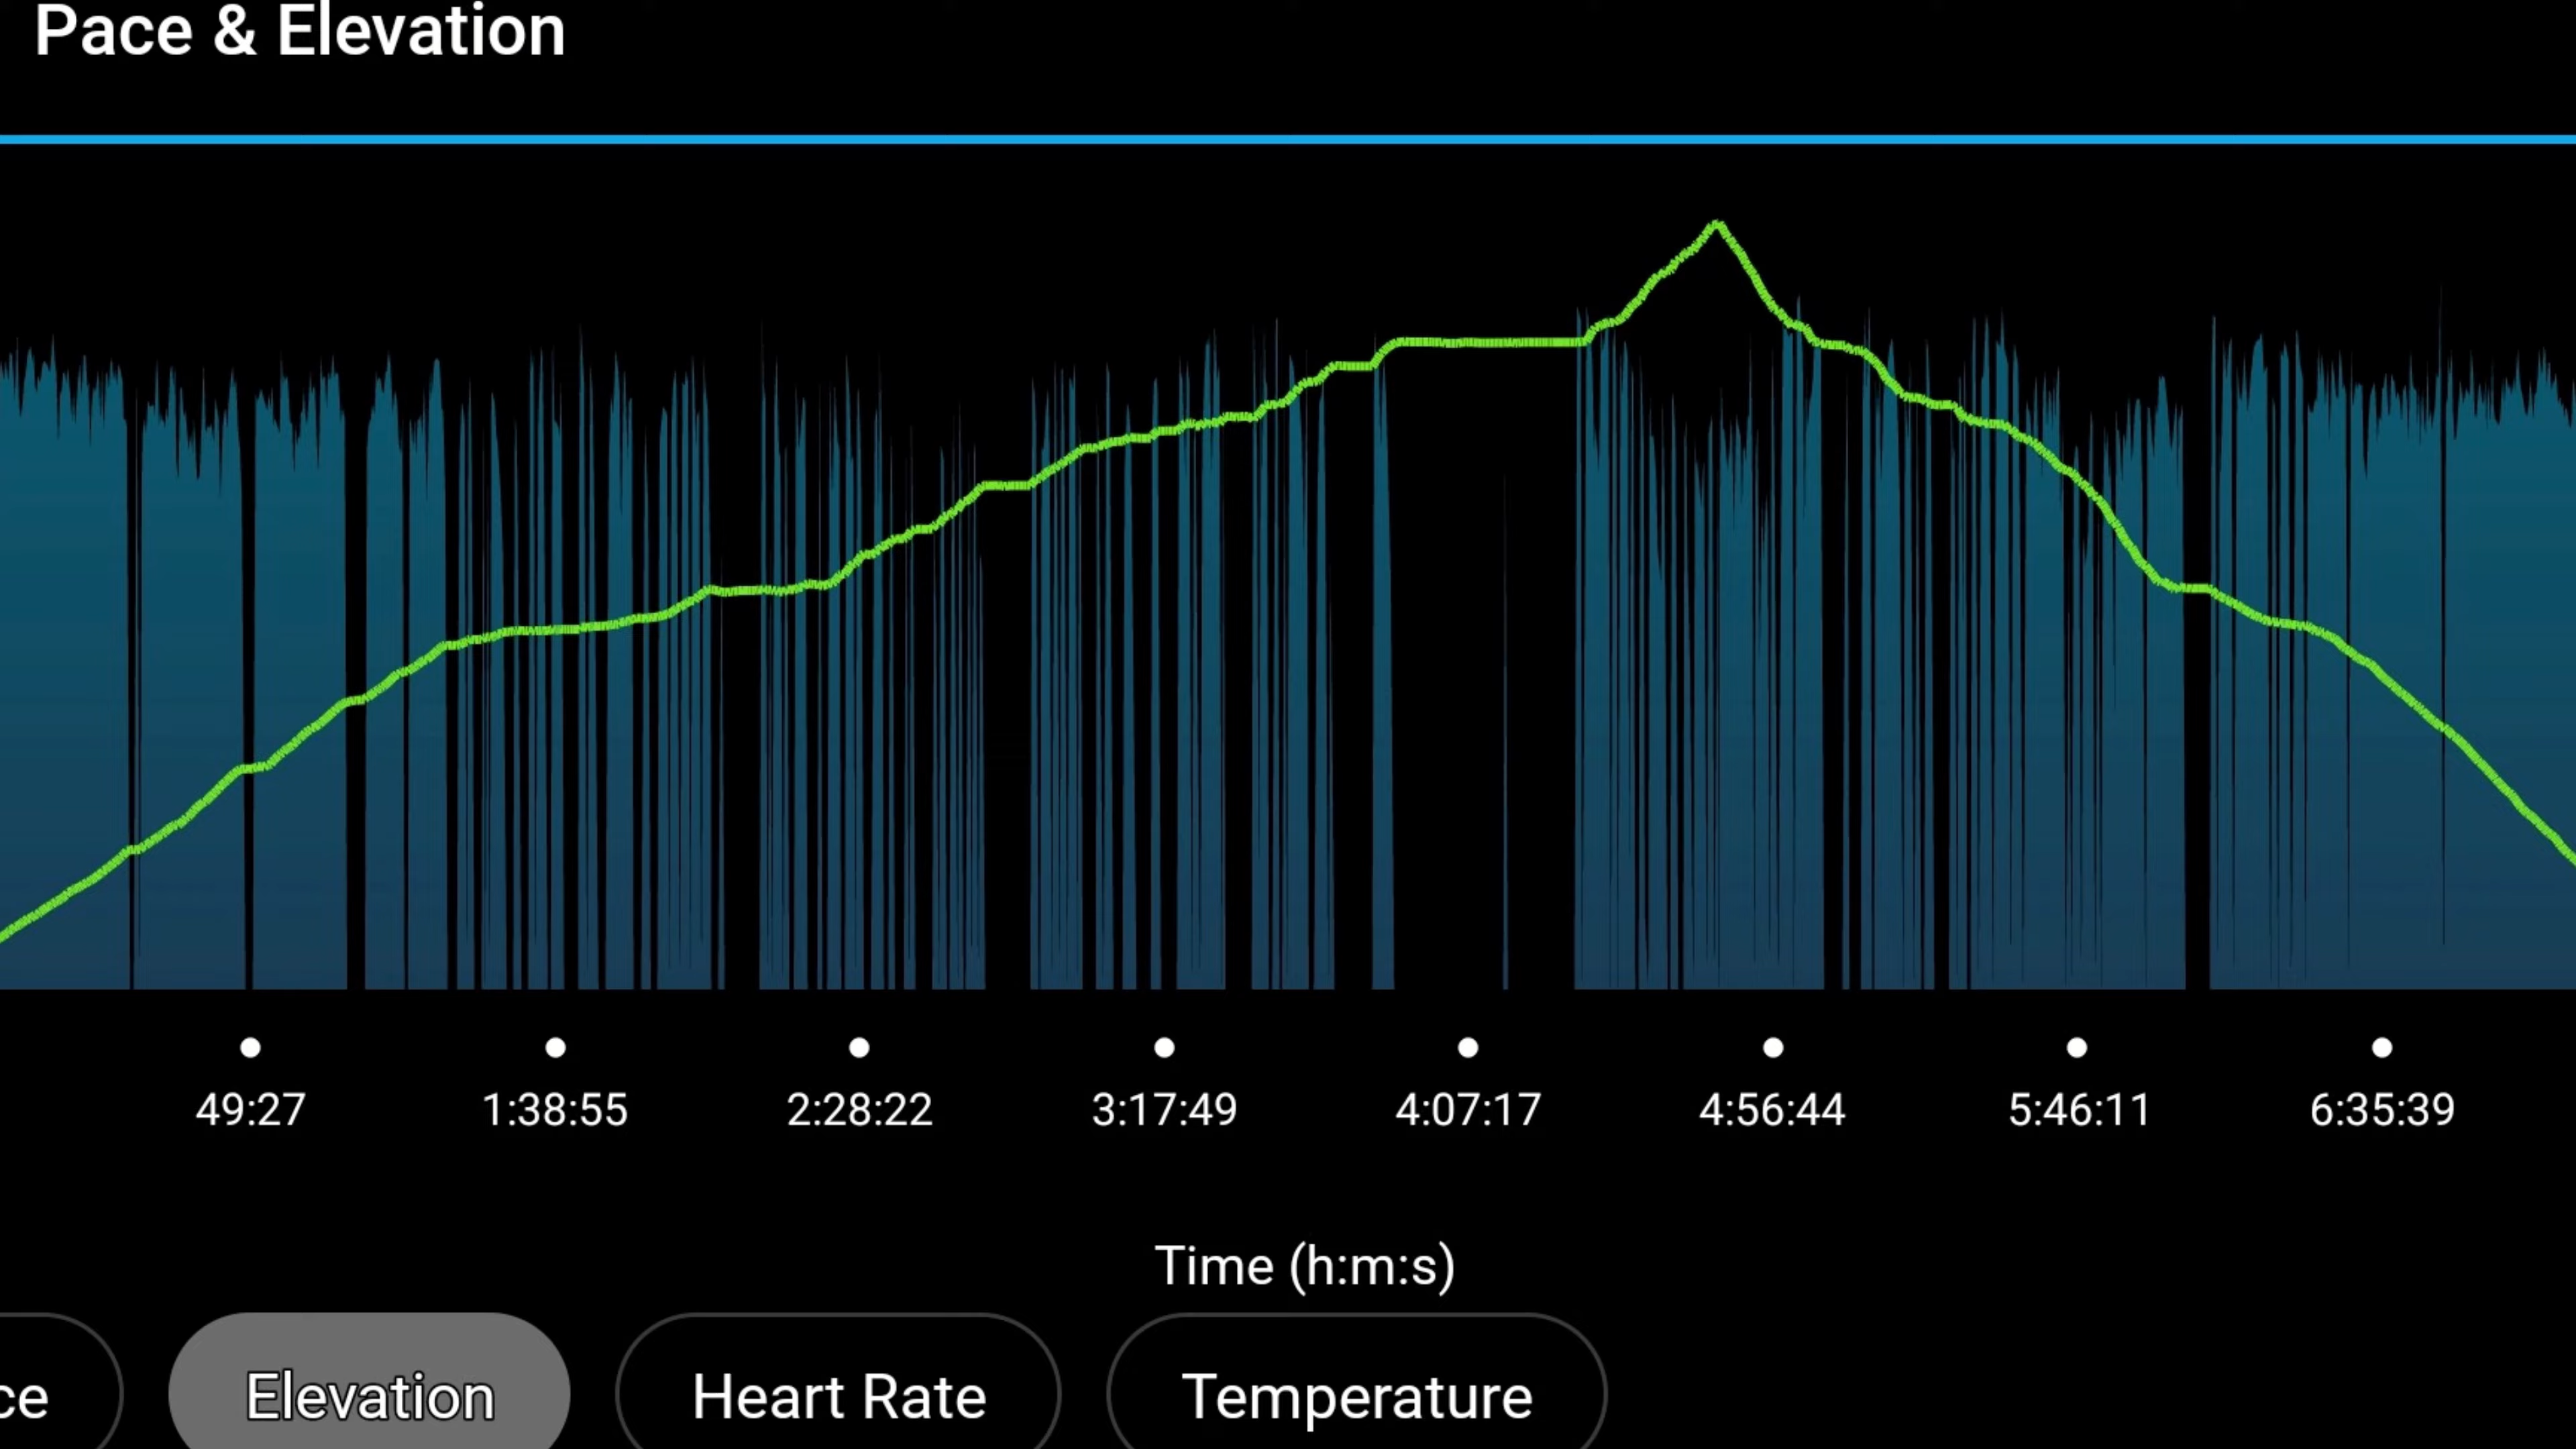 Pace & Elevation
49:27 1:38:55 2:28:22 3:17:49 4:07:17 4:56:44 5:46:11 6:35:39
Time (h:m:s)
ce Elevation Heart Rate Temperature